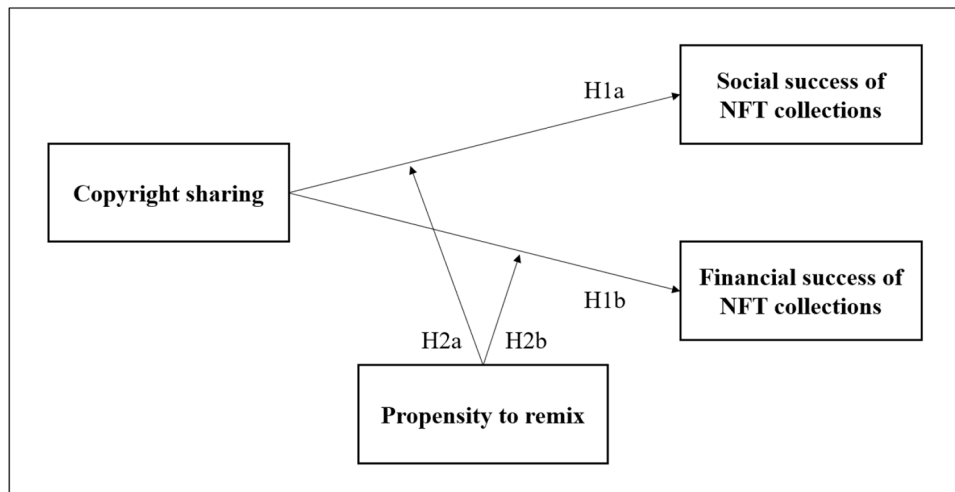 Social success of
NFT collections
H1a
Copyright sharing
Financial success of
NFT collections
H1b
H2a
H2b
Propensity to remix